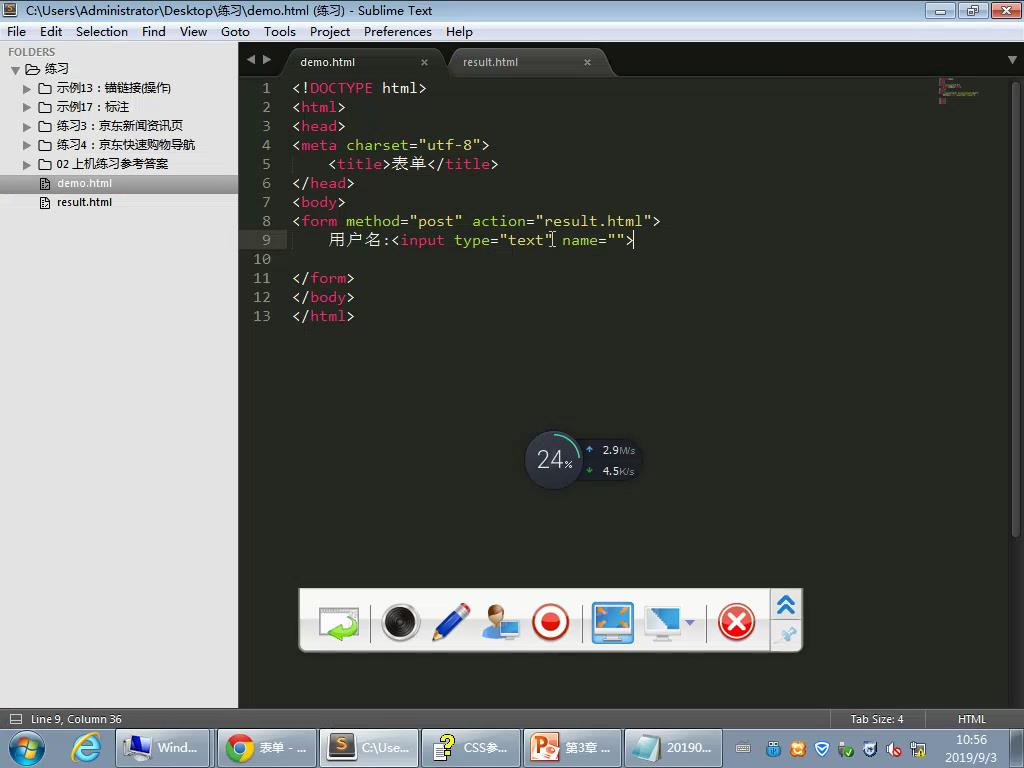 C:\Users\Administrator\Desktop\练习\demo.html (练习) - Sublime Text
File Edit Selection Find View Goto Tools Project Preferences Help
FOLDERS
练习
示例13：锚链接(操作)
示例17：标注
练习3：京东新闻资讯页
练习4：京东快速购物导航
02 上机练习参考答案
demo.html
result.html
demo.html × result.html ×
1 <!DOCTYPE html>
2 <html>
3 <head>
4 <meta charset="utf-8">
5 <title>表单</title>
6 </head>
7 <body>
8 <form method="post" action="result.html">
9 用户名:<input type="text" name="">
10
11 </form>
12 </body>
13 </html>
24%
2.9M/s
4.5K/s
Line 9, Column 36 Tab Size: 4 HTML
Wind... 表单 - ... C:\Use... CSS参... 第3章 ... 20190...
10:56
2019/9/3